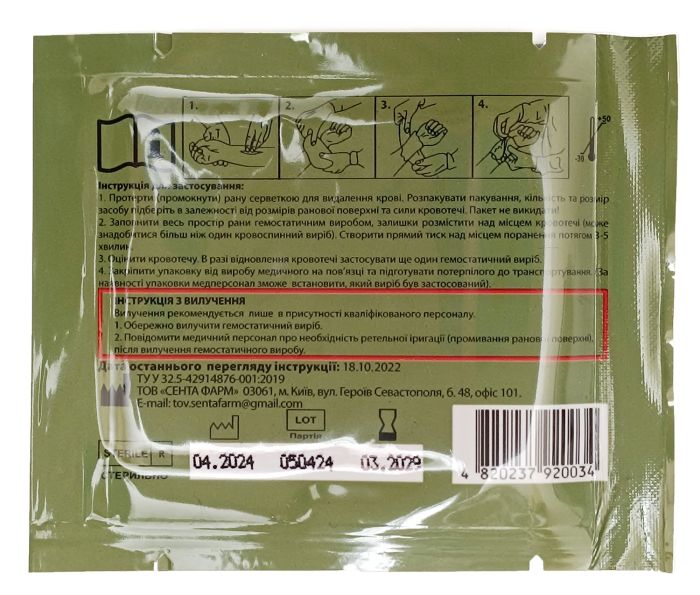 1.
2.
3.
4.
+50
-30
Інструкція для застосування:
1. Протерти (промокнути) рану серветкою для видалення крові. Розпакувати пакування, кількість та розмір
засобу підберіть в залежності від розмірів ранової поверхні та сили кровотечі. Пакет не викидати!
2. Заповнити весь простір рани гемостатичним виробом, залишки розмістити над місцем кровотечі (може
знадобитися більш ніж один кровоспинний виріб). Створити прямий тиск над місцем поранення потягом 3-5
хвилин.
3. Оцінити кровотечу. В разі відновлення кровотечі застосувати ще один гемостатичний виріб.
4. Закріпити упаковку від виробу медичного на пов'язці та підготувати потерпілого до транспортування. (За
наявності упаковки медперсонал зможе встановити, який виріб був застосований).
ІНСТРУКЦІЯ З ВИЛУЧЕННЯ
Вилучення рекомендується лише в присутності кваліфікованого персоналу.
1. Обережно вилучити гемостатичний виріб.
2. Повідомити медичний персонал про необхідність ретельної іригації (промивання ранової поверхні),
після вилучення гемостатичного виробу.
Дата останнього перегляду інструкції: 18.10.2022
ТУ У 32.5-42914876-001:2019
ТОВ «СЕНТА ФАРМ» 03061, м. Київ, вул. Героїв Севастополя, б. 48, офіс 101.
E-mail: tov.sentafarm@gmail.com
LOT
Партія
STERILE R
СТЕРИЛЬНО
04.2024 050424 03.2029
4 820237 920034